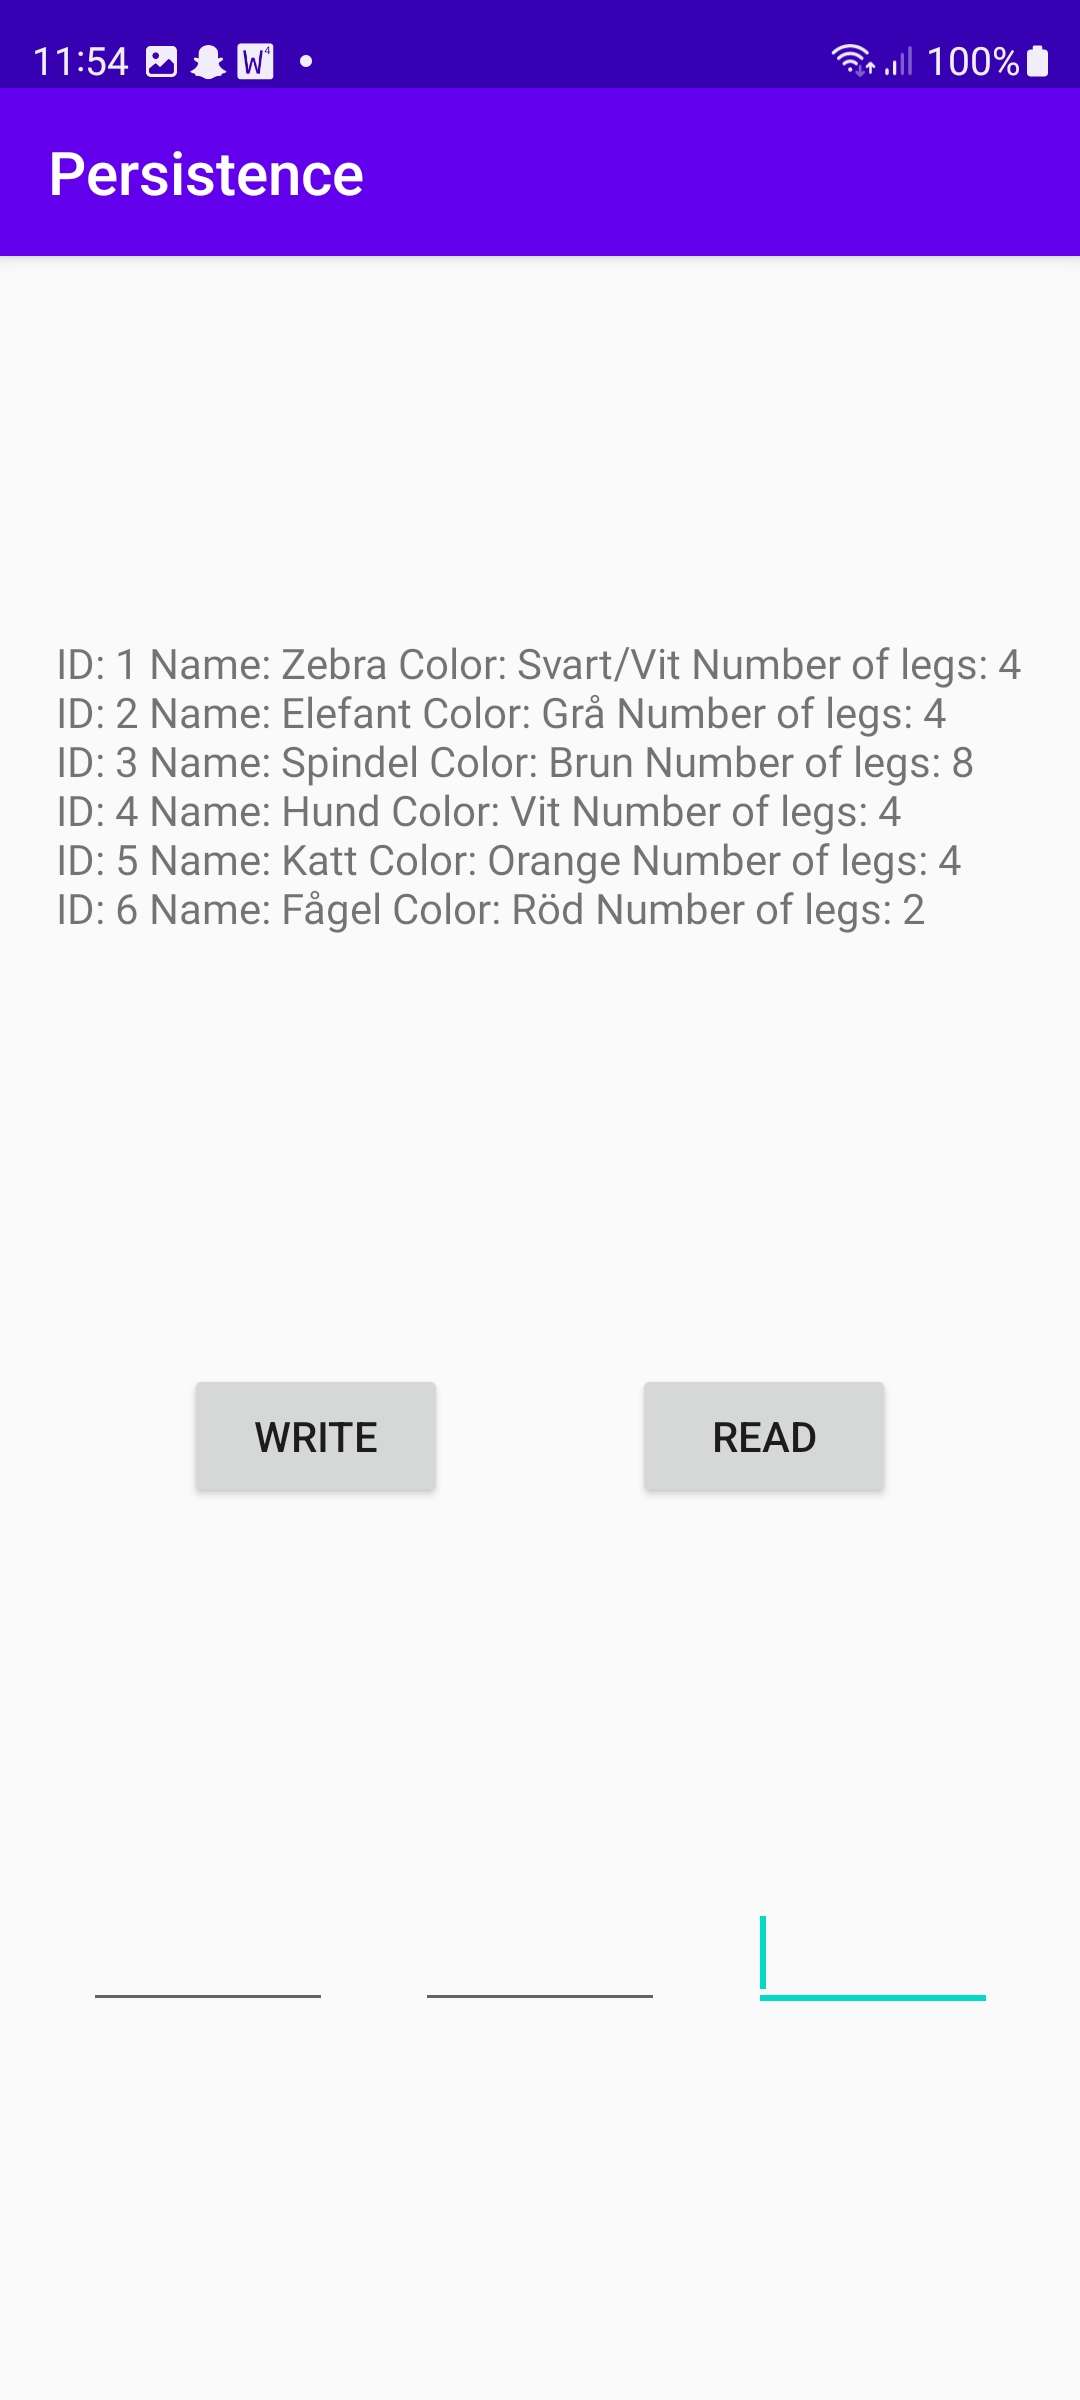 11:54 W4 100%
Persistence
ID: 1 Name: Zebra Color: Svart/Vit Number of legs: 4
ID: 2 Name: Elefant Color: Grå Number of legs: 4
ID: 3 Name: Spindel Color: Brun Number of legs: 8
ID: 4 Name: Hund Color: Vit Number of legs: 4
ID: 5 Name: Katt Color: Orange Number of legs: 4
ID: 6 Name: Fågel Color: Röd Number of legs: 2
WRITE READ